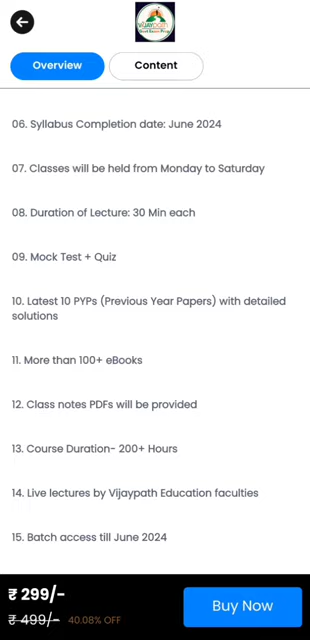 VIJAYPATH
Overview
Content
06. Syllabus Completion date: June 2024
07. Classes will be held from Monday to Saturday
08. Duration of Lecture: 30 Min each
09. Mock Test + Quiz
10. Latest 10 PYPs (Previous Year Papers) with detailed
solutions
11. More than 100+ eBooks
12. Class notes PDFs will be provided
13. Course Duration- 200+ Hours
14. Live lectures by Vijaypath Education faculties
15. Batch access till June 2024
₹ 299/-
₹ 499/- 40.08% OFF
Buy Now